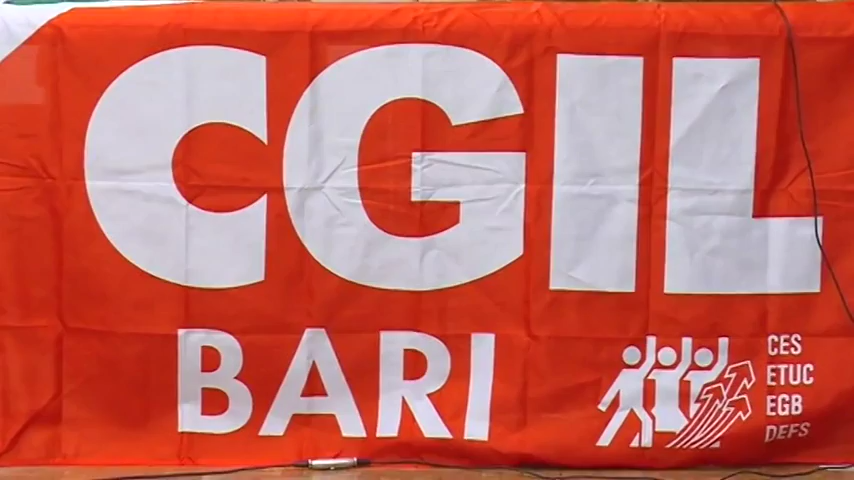 CGIL
BARI
CES
ETUC
EGB
DEFS